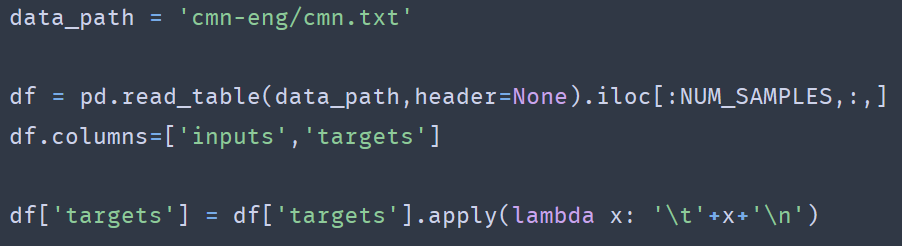 data_path = 'cmn-eng/cmn.txt'
df = pd.read_table(data_path,header=None).iloc[:NUM_SAMPLES,:,]
df.columns=['inputs','targets']
df['targets'] = df['targets'].apply(lambda x: '\t'+x+'\n')